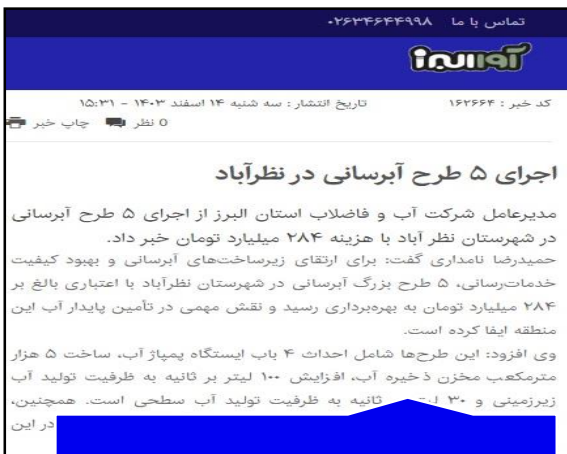 تماس با ما ۰۲۶۳۴۶۴۴۹۹۸
آوای البرز
کد خبر : ۱۶۲۶۶۴ تاریخ انتشار : سه شنبه ۱۴ اسفند ۱۴۰۳ - ۱۵:۳۱
0 نظر چاپ خبر
اجرای ۵ طرح آبرسانی در نظرآباد
مدیرعامل شرکت آب و فاضلاب استان البرز از اجرای ۵ طرح آبرسانی
در شهرستان نظر آباد با هزینه ۲۸۴ میلیارد تومان خبر داد.
حمیدرضا نامداری گفت: برای ارتقای زیرساخت‌های آبرسانی و بهبود کیفیت
خدمات‌رسانی، ۵ طرح بزرگ آبرسانی در شهرستان نظرآباد با اعتباری بالغ بر
۲۸۴ میلیارد تومان به بهره‌برداری رسید و نقش مهمی در تأمین پایدار آب این
منطقه ایفا کرده است.
وی افزود: این طرح‌ها شامل احداث ۴ باب ایستگاه پمپاژ آب، ساخت ۵ هزار
مترمکعب مخزن ذخیره آب، افزایش ۱۰۰ لیتر بر ثانیه به ظرفیت تولید آب
زیرزمینی و ۳۰ ثانیه به ظرفیت تولید آب سطحی است. همچنین،
در این